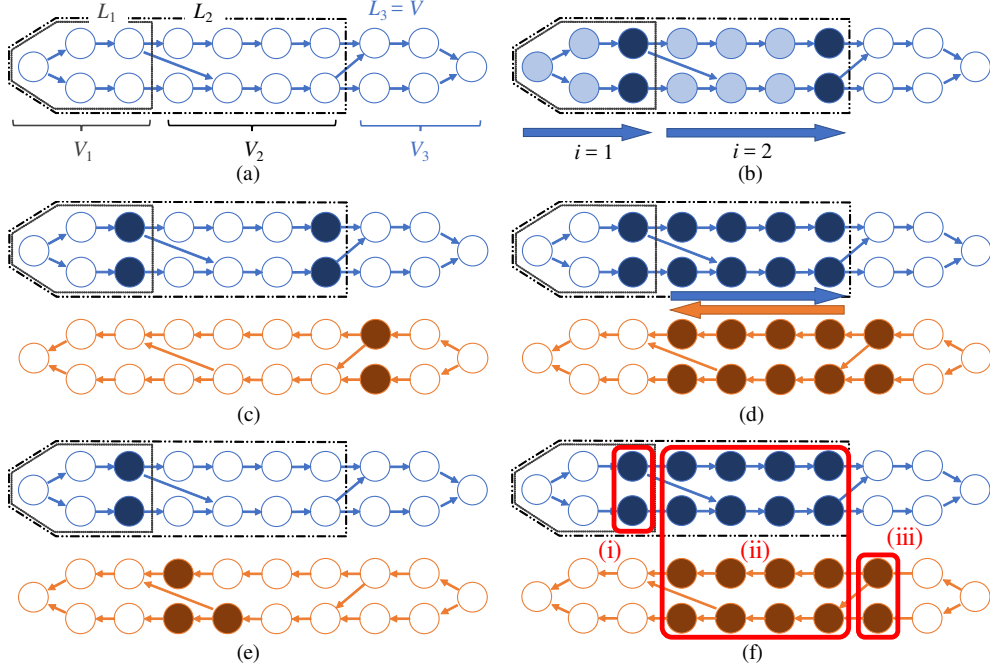 L₁ L₂ L₃ = V
V₁ V₂ V₃
(a)
i = 1 i = 2
(b)
(c)
(d)
(e)
(i) (ii) (iii)
(f)